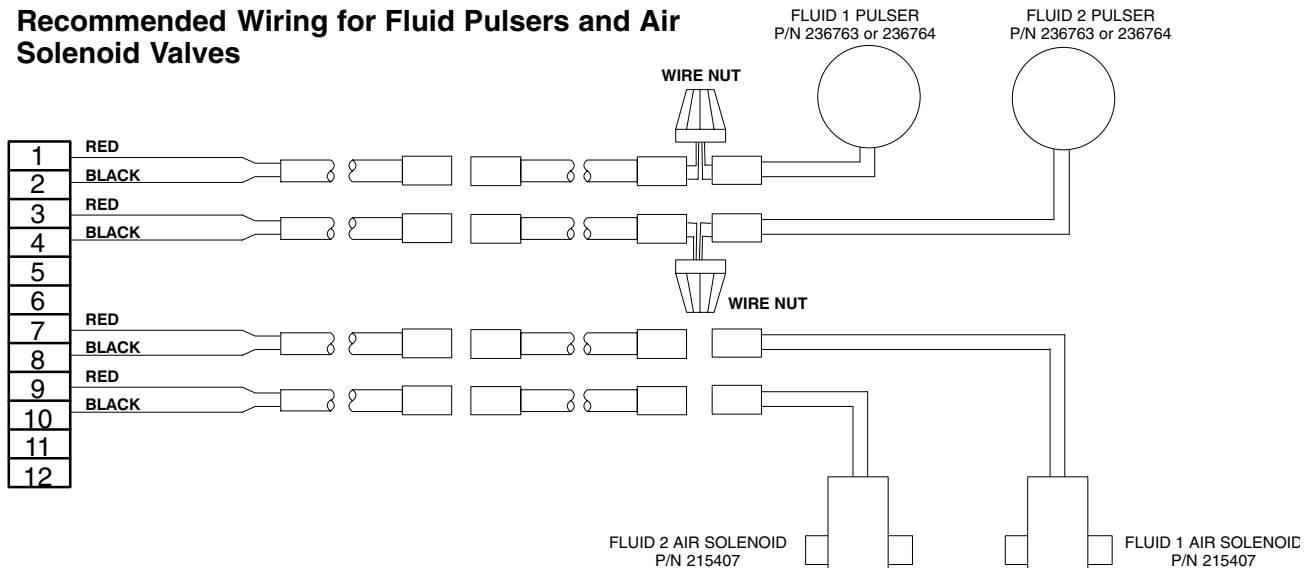 Recommended Wiring for Fluid Pulsers and Air
Solenoid Valves
FLUID 1 PULSER
P/N 236763 or 236764
FLUID 2 PULSER
P/N 236763 or 236764
WIRE NUT
1
RED
2
BLACK
3
RED
4
BLACK
5
6
WIRE NUT
7
RED
8
BLACK
9
RED
10
BLACK
11
12
FLUID 2 AIR SOLENOID
P/N 215407
FLUID 1 AIR SOLENOID
P/N 215407